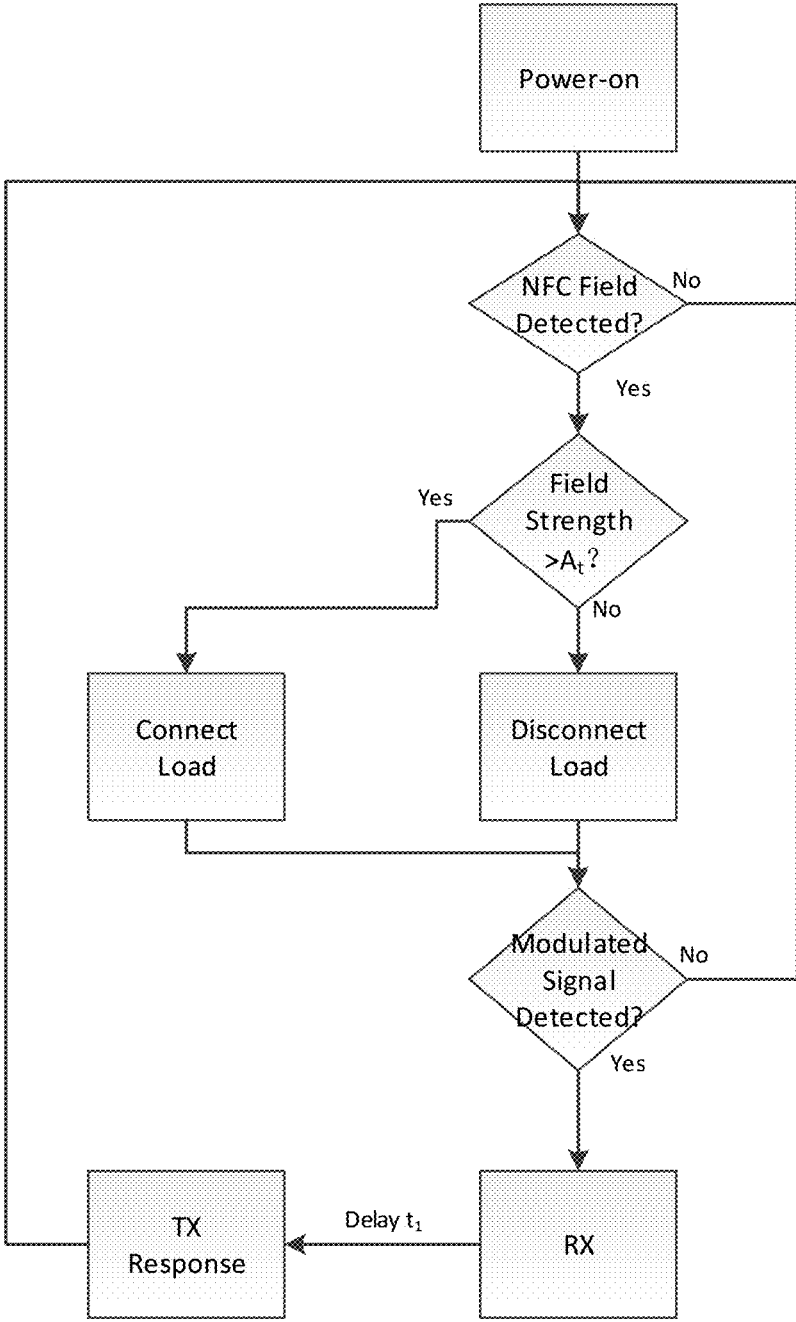 Power-on
NFC Field
Detected?
No
Yes
Field
Strength
>Aₜ?
Yes
No
Connect
Load
Disconnect
Load
Modulated
Signal
Detected?
No
Yes
TX
Response
Delay t₁
RX